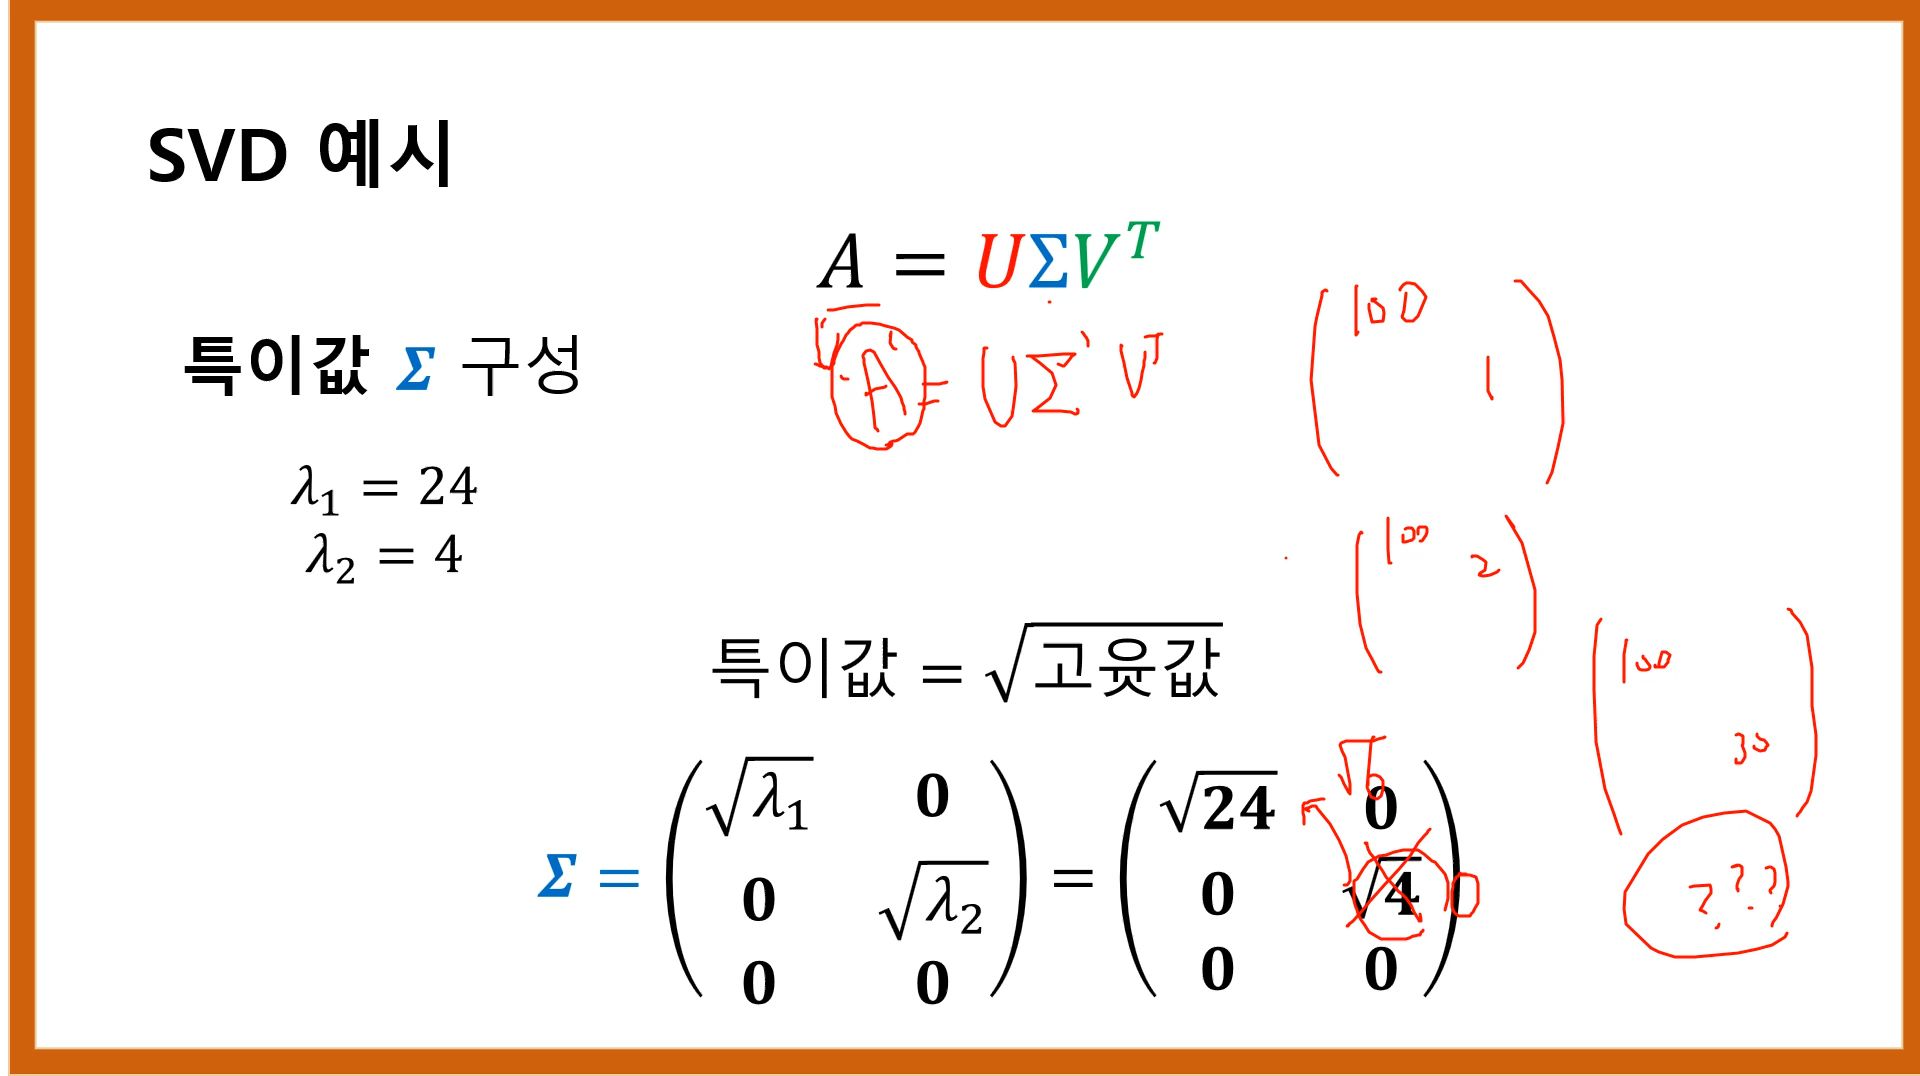 SVD 예시
A = UΣV^T
A' = UΣ'V^T
특이값 Σ 구성
λ₁ = 24
λ₂ = 4
100
1
100
2
100
30
???
특이값 = √고윳값
Σ = (√λ₁ 0; 0 √λ₂; 0 0) = (√24 0; 0 √4; 0 0)
0